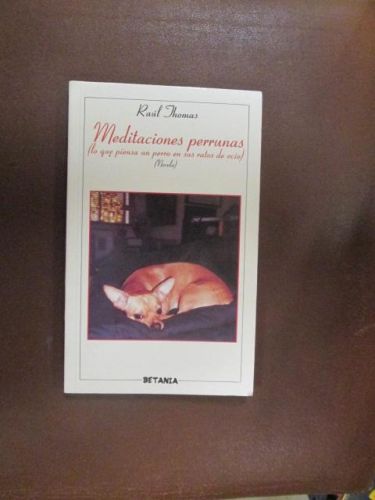 Raúl Thomas
Meditaciones perrunas
(lo que piensa un perro en sus ratos de ocio)
(Novela)
BETANIA